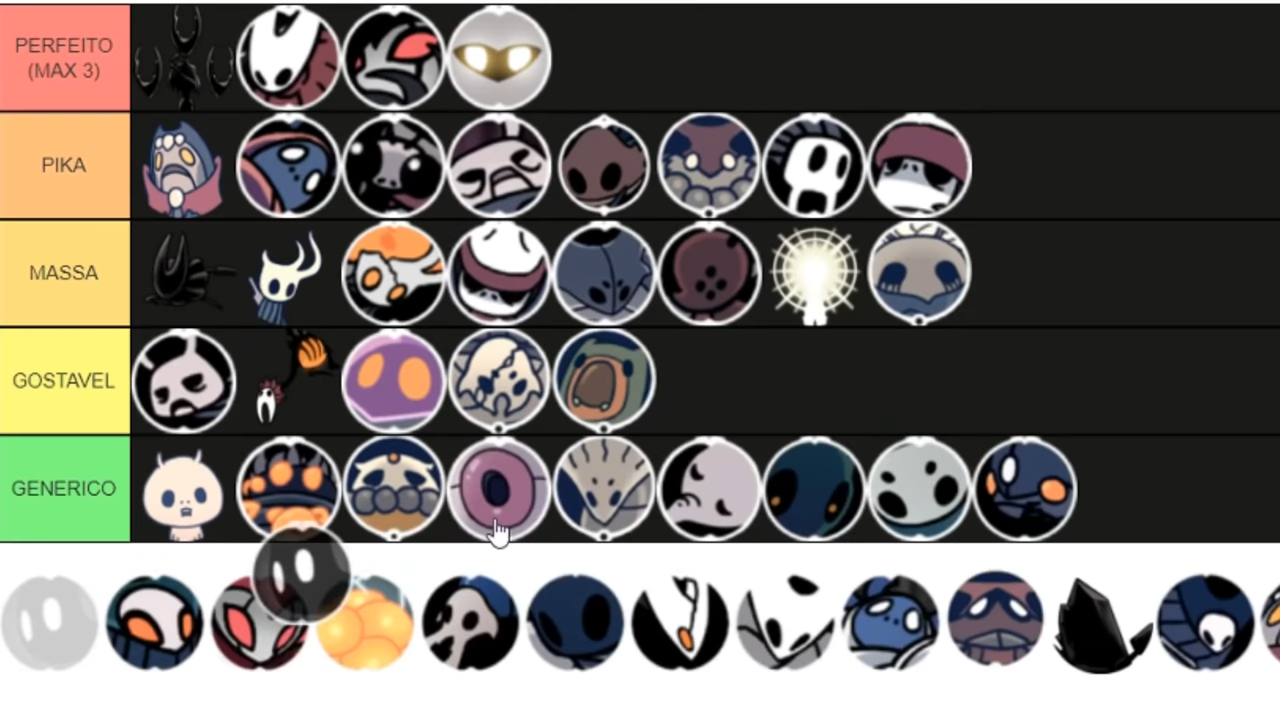 PERFEITO
(MAX 3)
PIKA
MASSA
GOSTAVEL
GENERICO